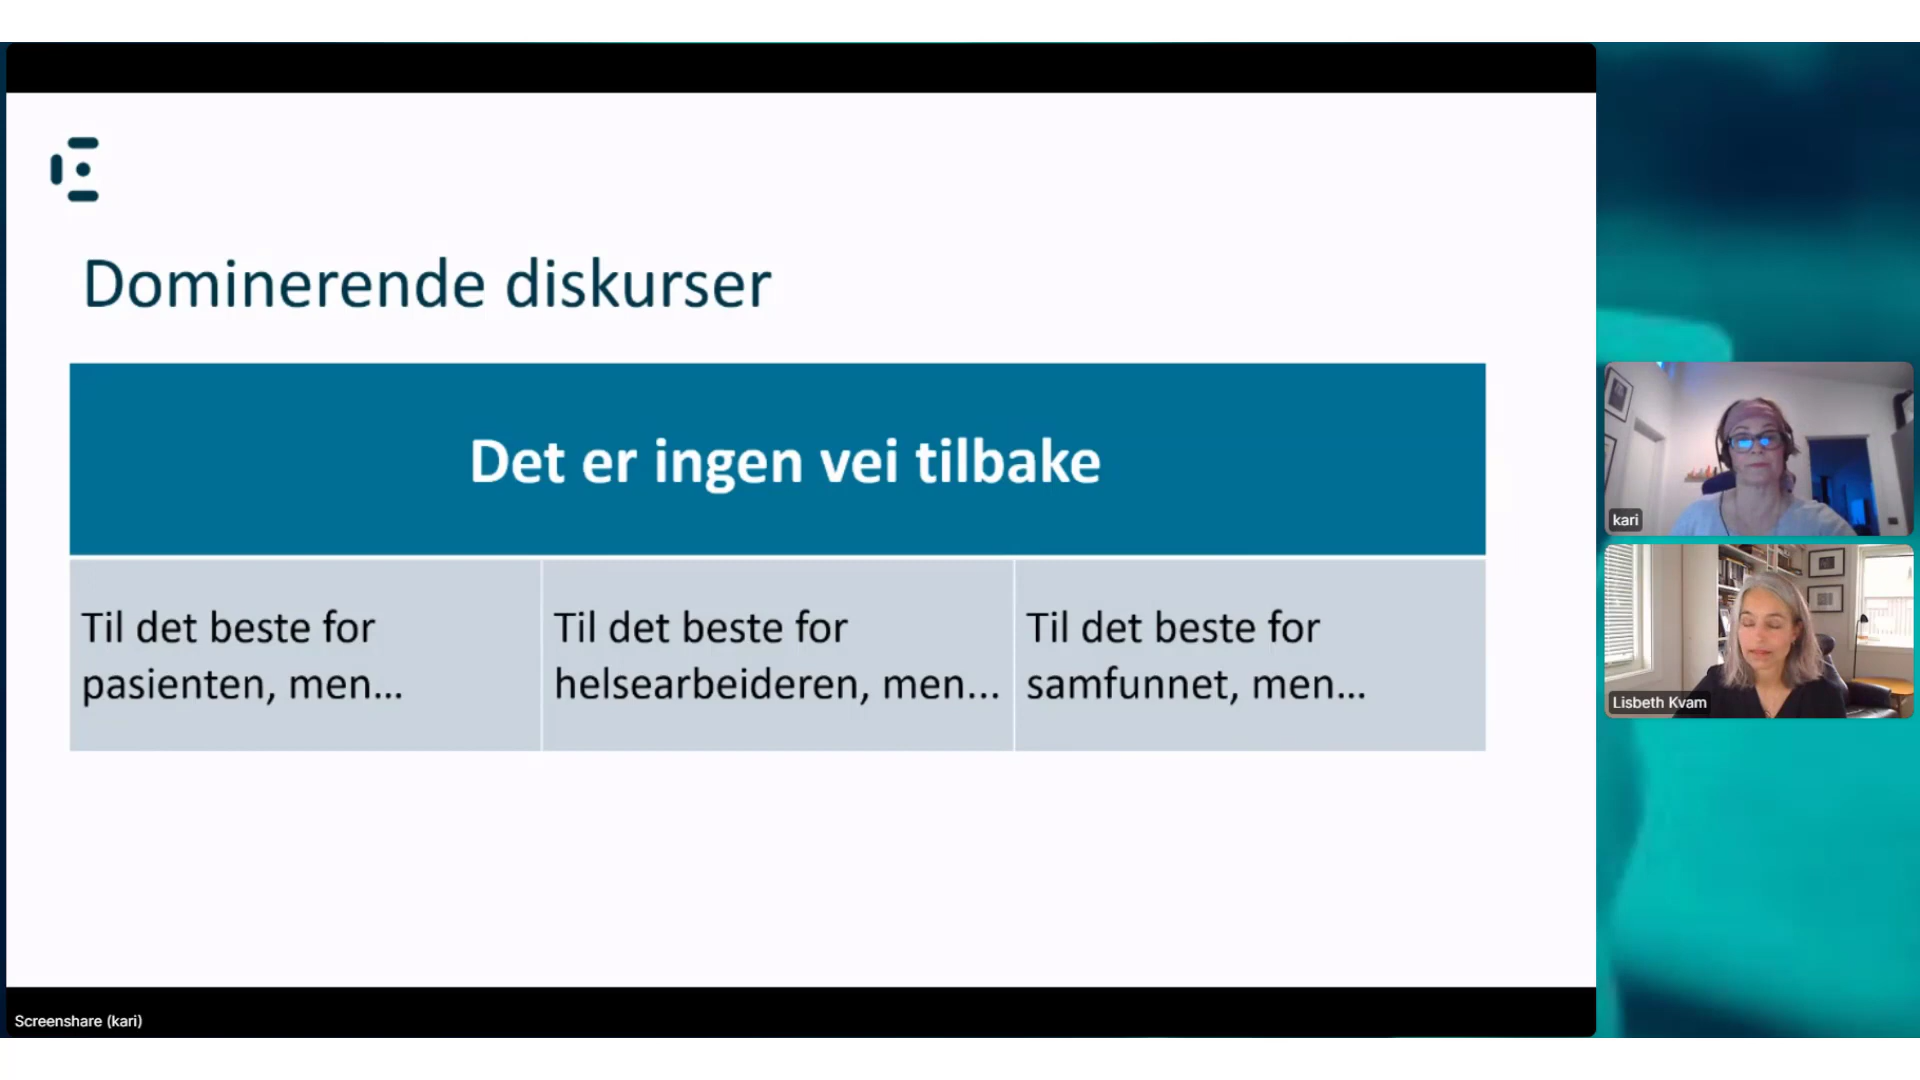 Dominerende diskurser
Det er ingen vei tilbake
Til det beste for
pasienten, men...
Til det beste for
helsearbeideren, men...
Til det beste for
samfunnet, men...
kari
Lisbeth Kvam
Screenshare (kari)